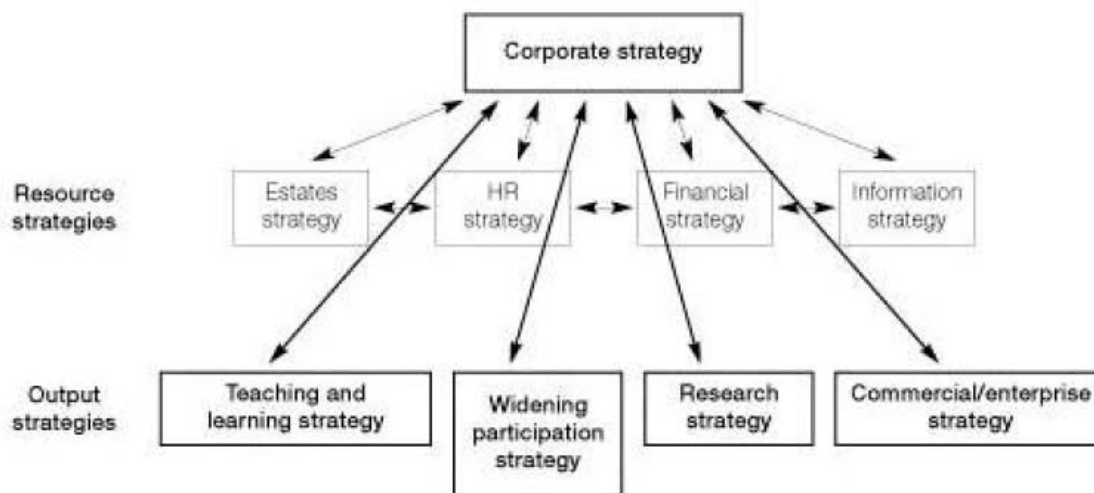 Corporate strategy
Resource
strategies
Estates
strategy
HR
strategy
Financial
strategy
Information
strategy
Output
strategies
Teaching and
learning strategy
Widening
participation
strategy
Research
strategy
Commercial/enterprise
strategy